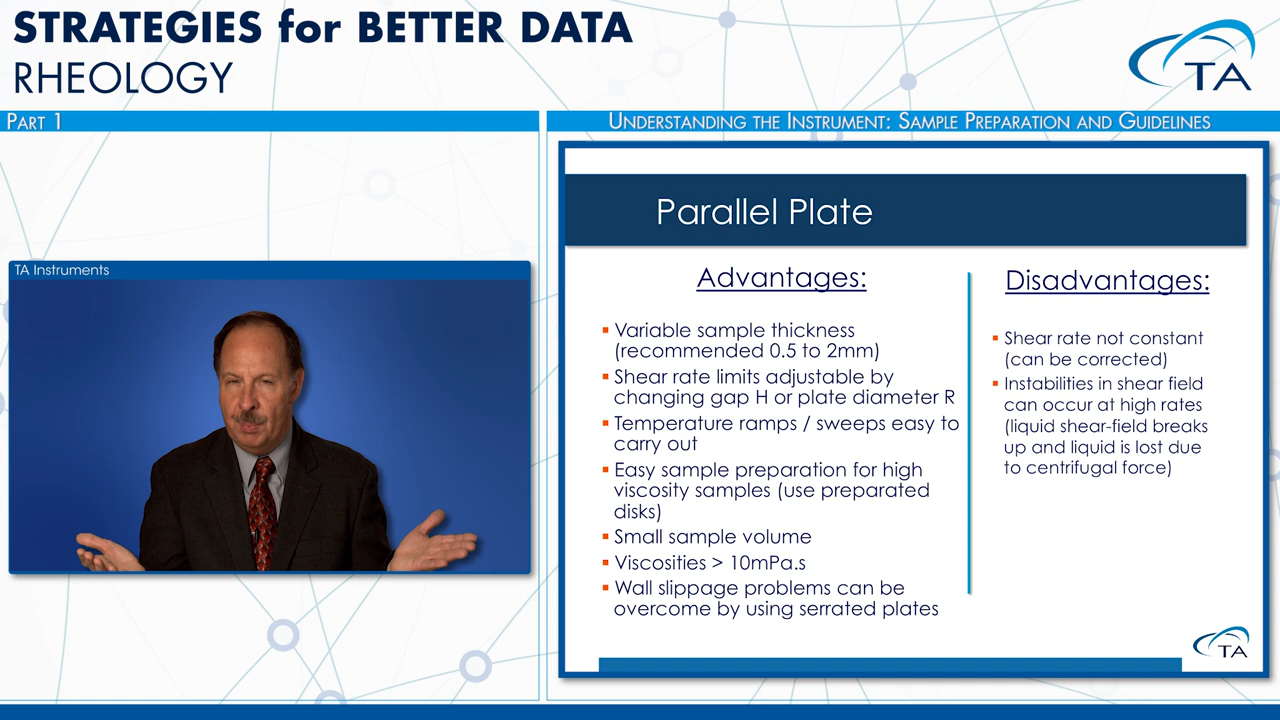 STRATEGIES for BETTER DATA
RHEOLOGY
TA
PART 1
UNDERSTANDING THE INSTRUMENT: SAMPLE PREPARATION AND GUIDELINES
TA Instruments
Parallel Plate
Advantages:
▪ Variable sample thickness
(recommended 0.5 to 2mm)
▪ Shear rate limits adjustable by
changing gap H or plate diameter R
▪ Temperature ramps / sweeps easy to
carry out
▪ Easy sample preparation for high
viscosity samples (use preparated
disks)
▪ Small sample volume
▪ Viscosities > 10mPa.s
▪ Wall slippage problems can be
overcome by using serrated plates
Disadvantages:
▪ Shear rate not constant
(can be corrected)
▪ Instabilities in shear field
can occur at high rates
(liquid shear-field breaks
up and liquid is lost due
to centrifugal force)
TA